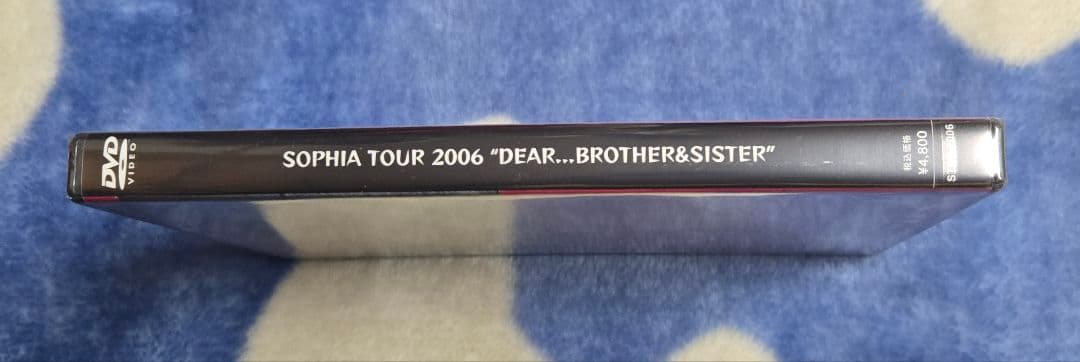 DVD
VIDEO
SOPHIA TOUR 2006 "DEAR...BROTHER&SISTER"
税込価格
¥4,800